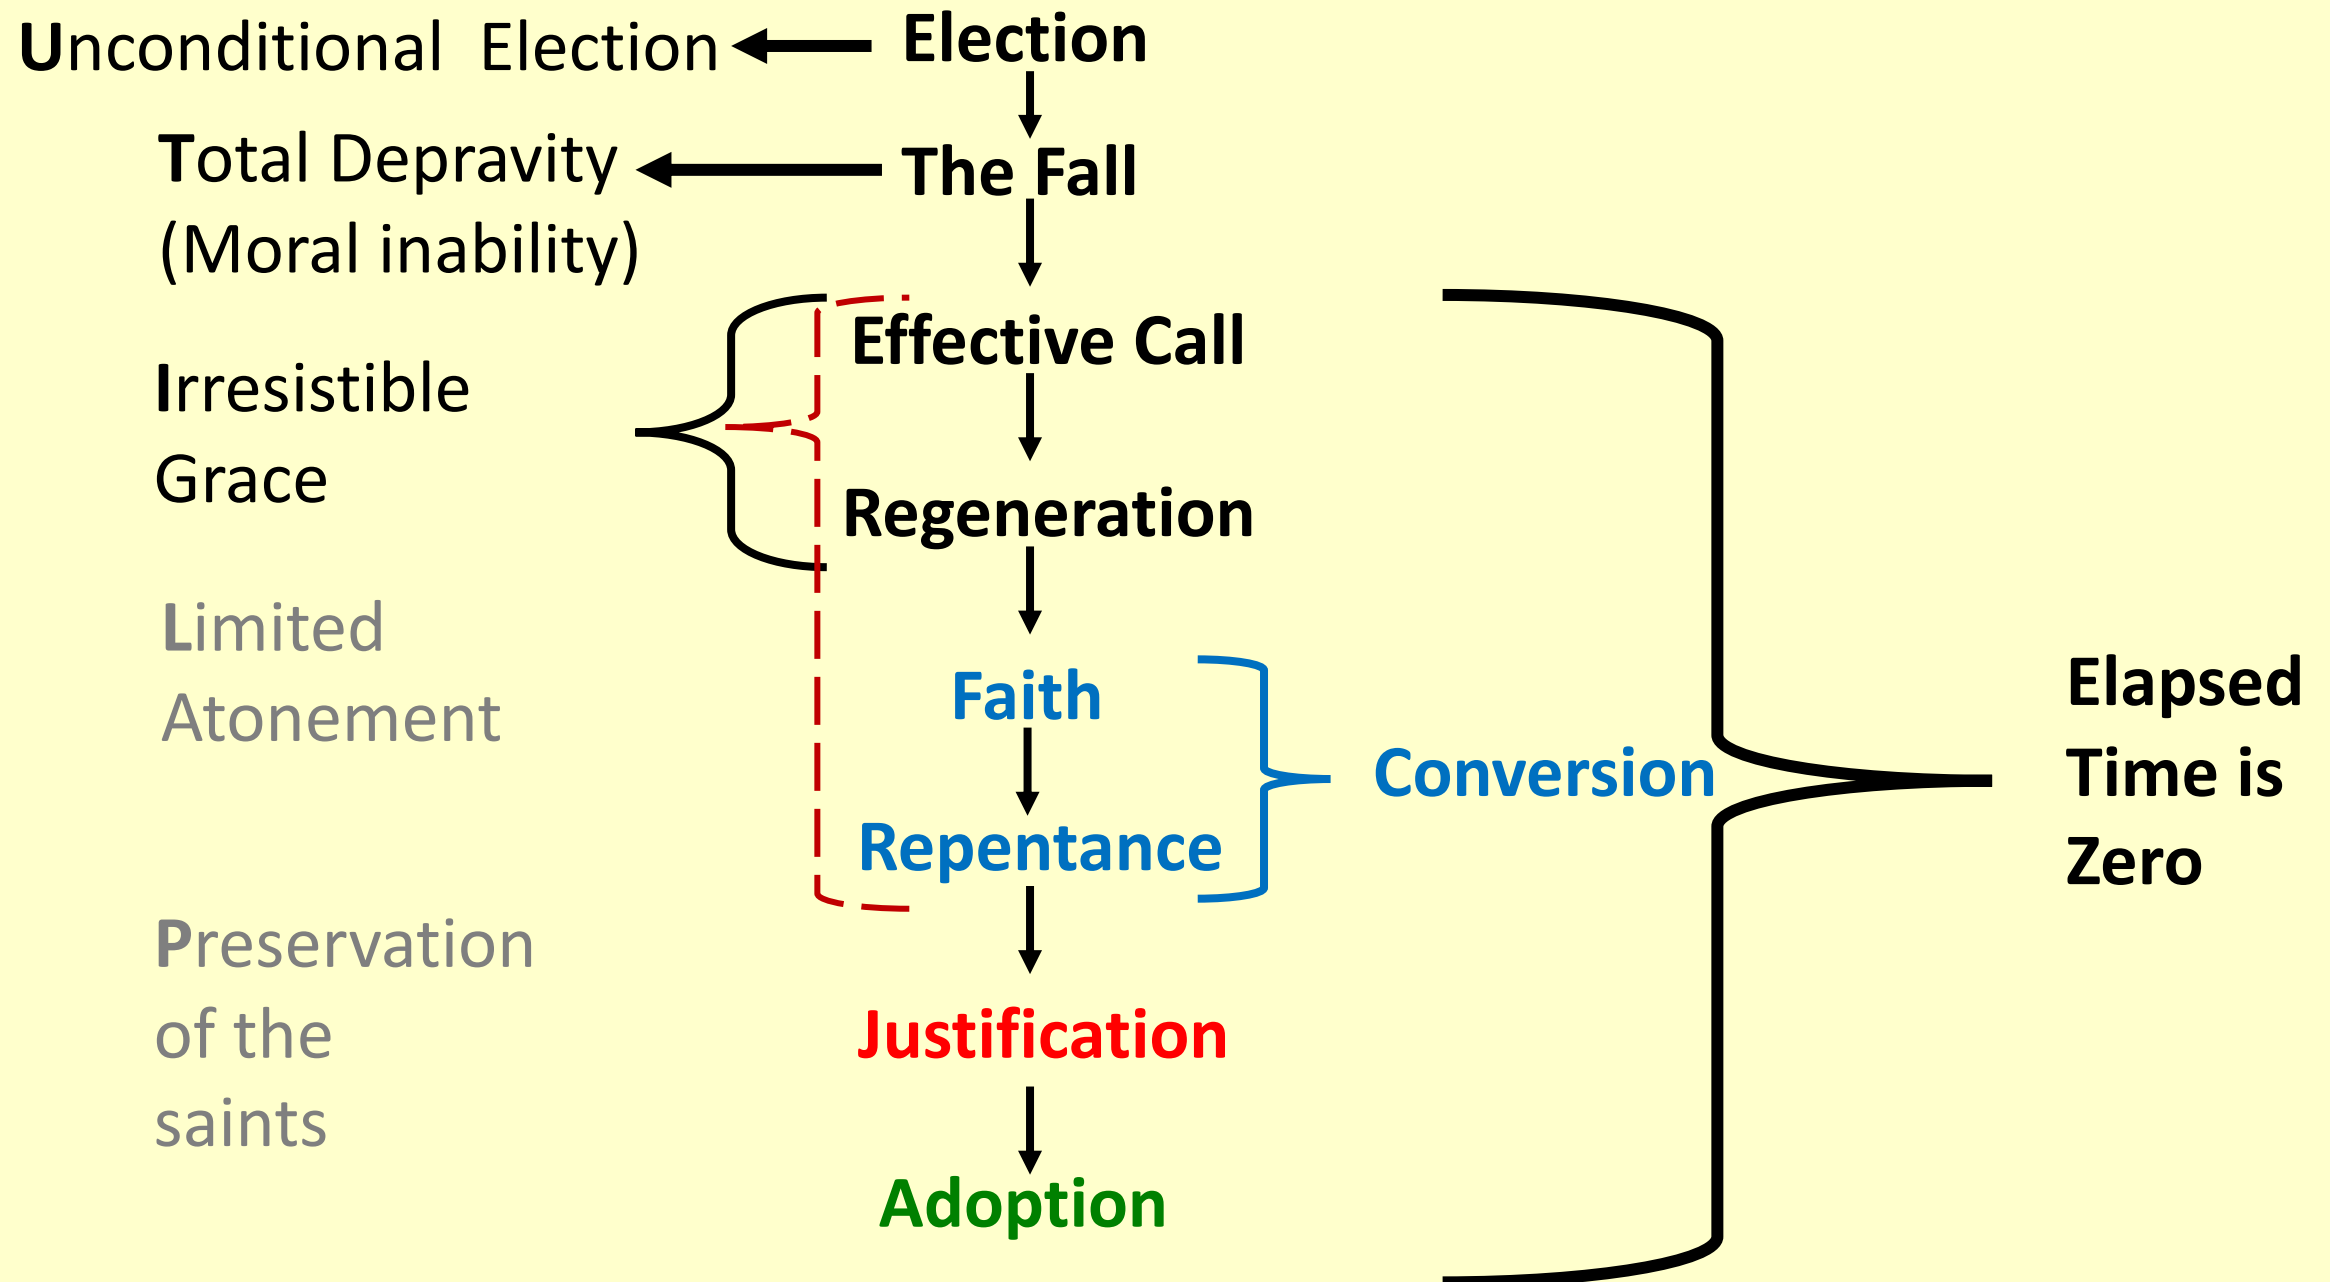 Unconditional Election
Election
Total Depravity
(Moral inability)
The Fall
Effective Call
Irresistible
Grace
Regeneration
Limited
Atonement
Faith
Conversion
Repentance
Elapsed
Time is
Zero
Preservation
of the
saints
Justification
Adoption